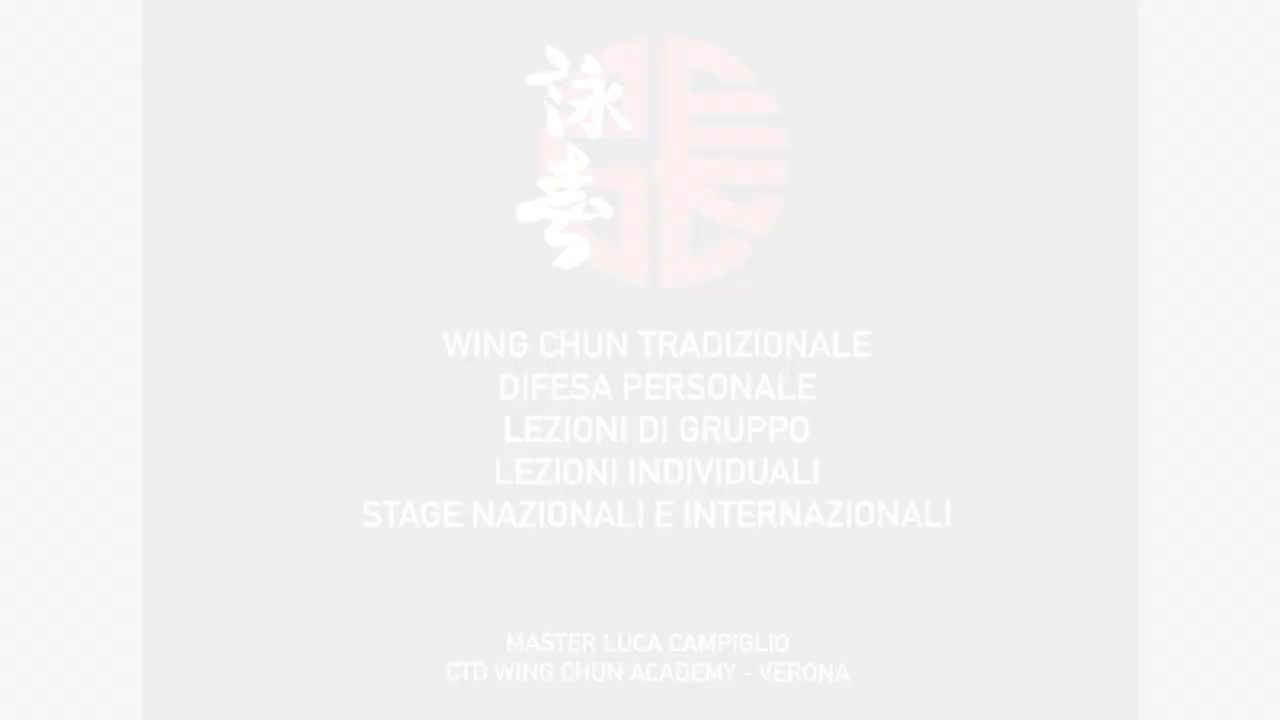 詠春
WING CHUN TRADIZIONALE
DIFESA PERSONALE
LEZIONI DI GRUPPO
LEZIONI INDIVIDUALI
STAGE NAZIONALI E INTERNAZIONALI
MASTER LUCA CAMPIGLIO
CTD WING CHUN ACADEMY - VERONA